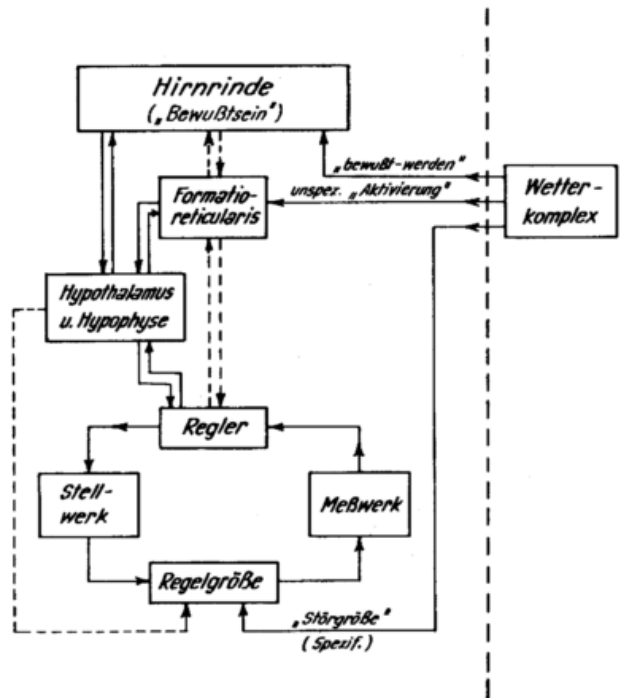 Hirnrinde
(„Bewußtsein")
„bewußt-werden"
unspez. „Aktivierung"
Wetter-
komplex
Formatio-
reticularis
Hypothalamus
u. Hypophyse
Regler
Stell-
werk
Meßwerk
Regelgröße
„Störgröße"
(Spezif.)